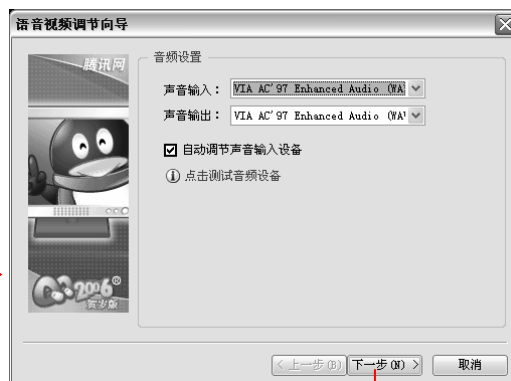 语音视频调节向导
腾讯网
音频设置
声音输入： VIA AC'97 Enhanced Audio (WA
声音输出： VIA AC'97 Enhanced Audio (WA
自动调节声音输入设备
点击测试音频设备
2006®
贺岁版
< 上一步(B) 下一步(N) > 取消